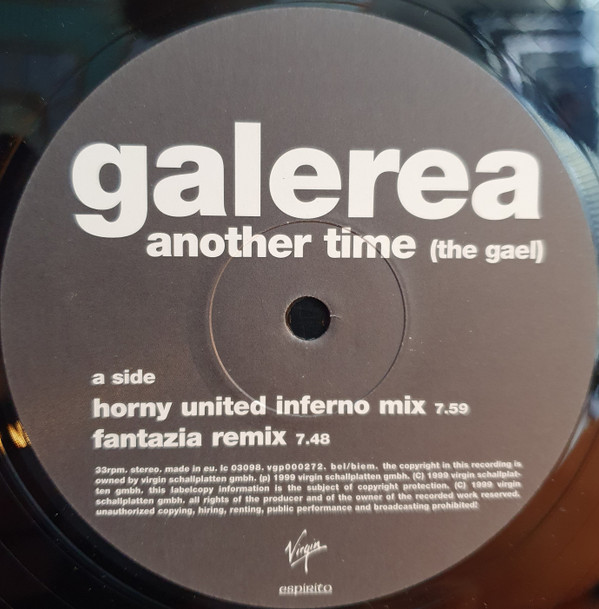 galerea
another time (the gael)
a side
horny united inferno mix 7.59
fantazia remix 7.48
33rpm. stereo. made in eu. lc 03098. vgp000272. bel/biem. the copyright in this recording is
owned by virgin schallplatten gmbh. (p) 1999 virgin schallplatten gmbh. (C) 1999 virgin schallplat-
ten gmbh. this labelcopy information is the subject of copyright protection. (C) 1999 virgin
schallplatten gmbh. all rights of the producer and of the owner of the recorded work reserved.
unauthorized copying, hiring, renting, public performance and broadcasting prohibited!
Virgin
espirito